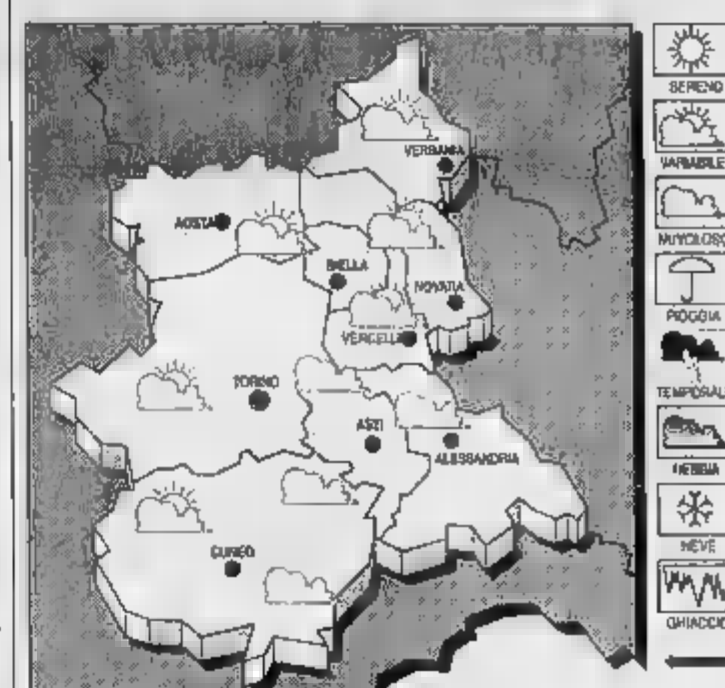 VERBANIA
AOSTA
BIELLA
NOVARA
VERCELLI
TORINO
ASTI
ALESSANDRIA
CUNEO
SERENO
VARIABILE
NUVOLOSO
PIOGGIA
TEMPORALE
NEBBIA
NEVE
GHIACCIO